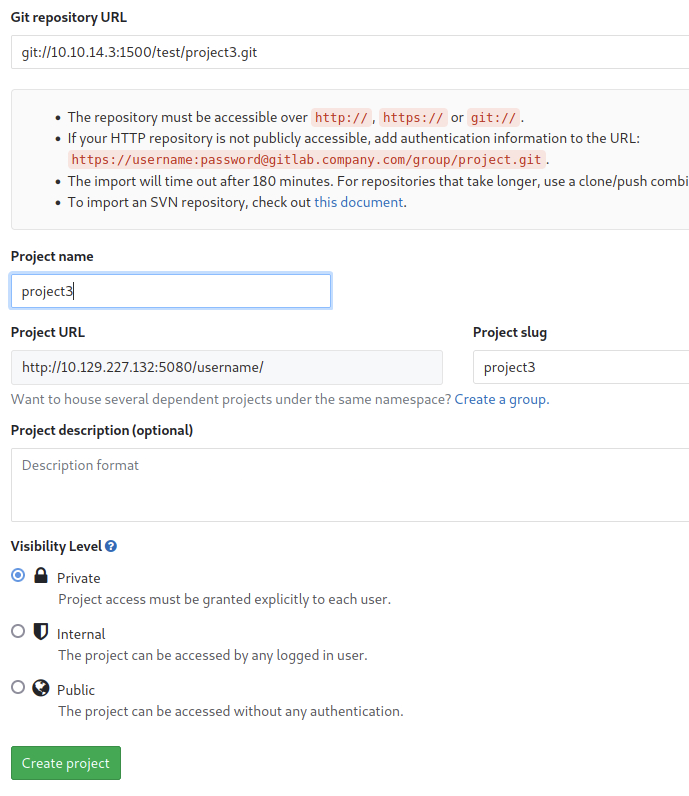 Git repository URL
git://10.10.14.3:1500/test/project3.git
The repository must be accessible over http://, https:// or git://.
If your HTTP repository is not publicly accessible, add authentication information to the URL:
https://username:password@gitlab.company.com/group/project.git.
The import will time out after 180 minutes. For repositories that take longer, use a clone/push combi
To import an SVN repository, check out this document.
Project name
project3
Project URL
Project slug
http://10.129.227.132:5080/username/
project3
Want to house several dependent projects under the same namespace? Create a group.
Project description (optional)
Description format
Visibility Level
Private
Project access must be granted explicitly to each user.
Internal
The project can be accessed by any logged in user.
Public
The project can be accessed without any authentication.
Create project